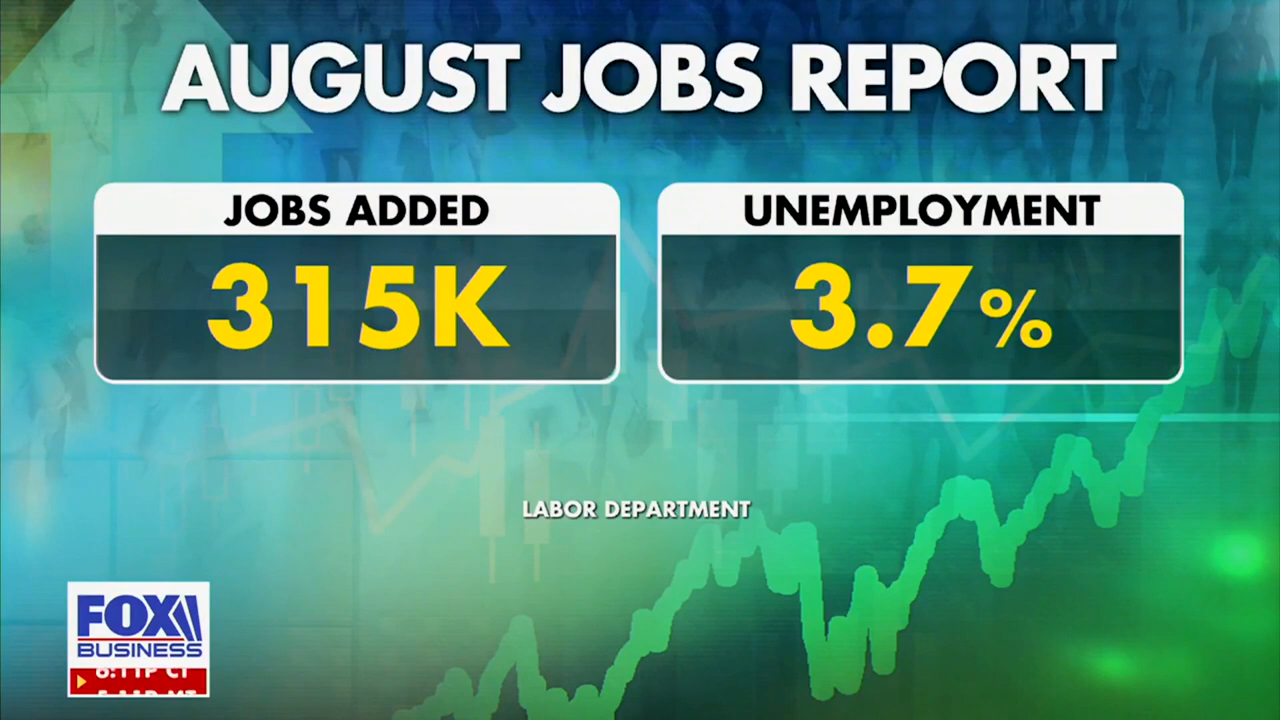 AUGUST JOBS REPORT
JOBS ADDED
315K
UNEMPLOYMENT
3.7%
LABOR DEPARTMENT
FOX
BUSINESS